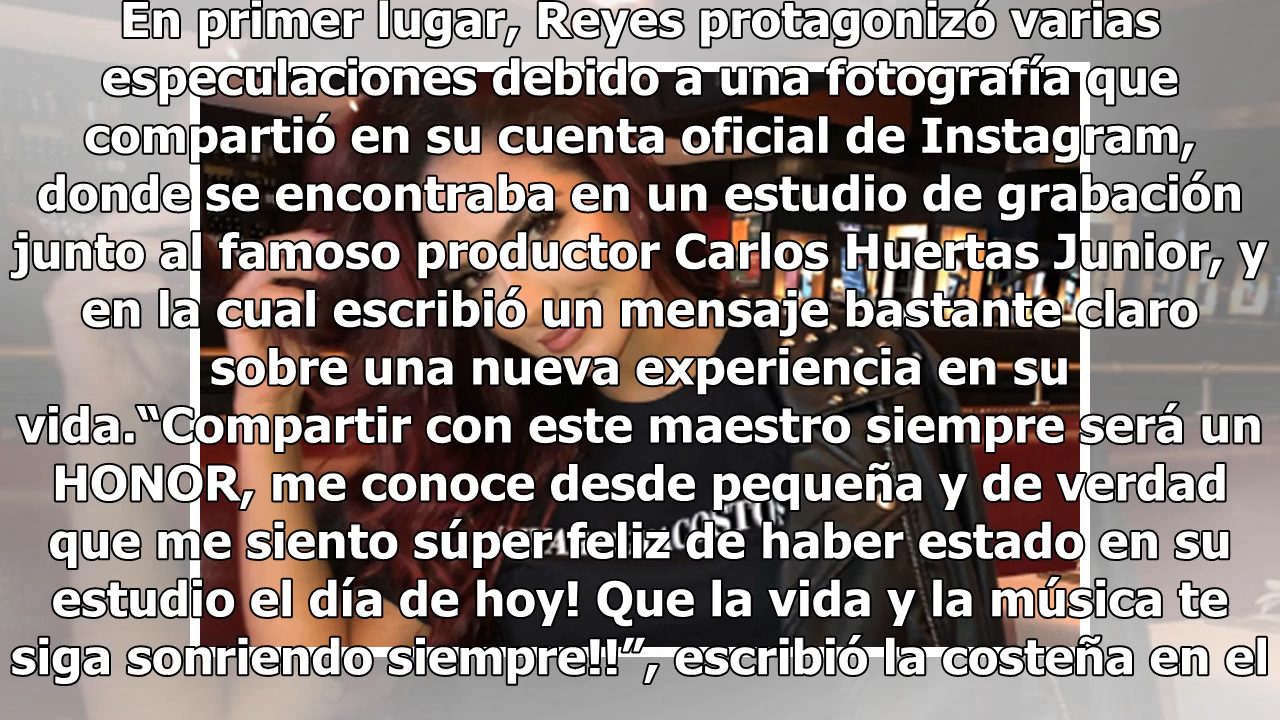 En primer lugar, Reyes protagonizó varias
especulaciones debido a una fotografía que
compartió en su cuenta oficial de Instagram,
donde se encontraba en un estudio de grabación
junto al famoso productor Carlos Huertas Junior, y
en la cual escribió un mensaje bastante claro
sobre una nueva experiencia en su
vida.“Compartir con este maestro siempre será un
HONOR, me conoce desde pequeña y de verdad
que me siento súper feliz de haber estado en su
estudio el día de hoy! Que la vida y la música te
siga sonriendo siempre!!”, escribió la costeña en el